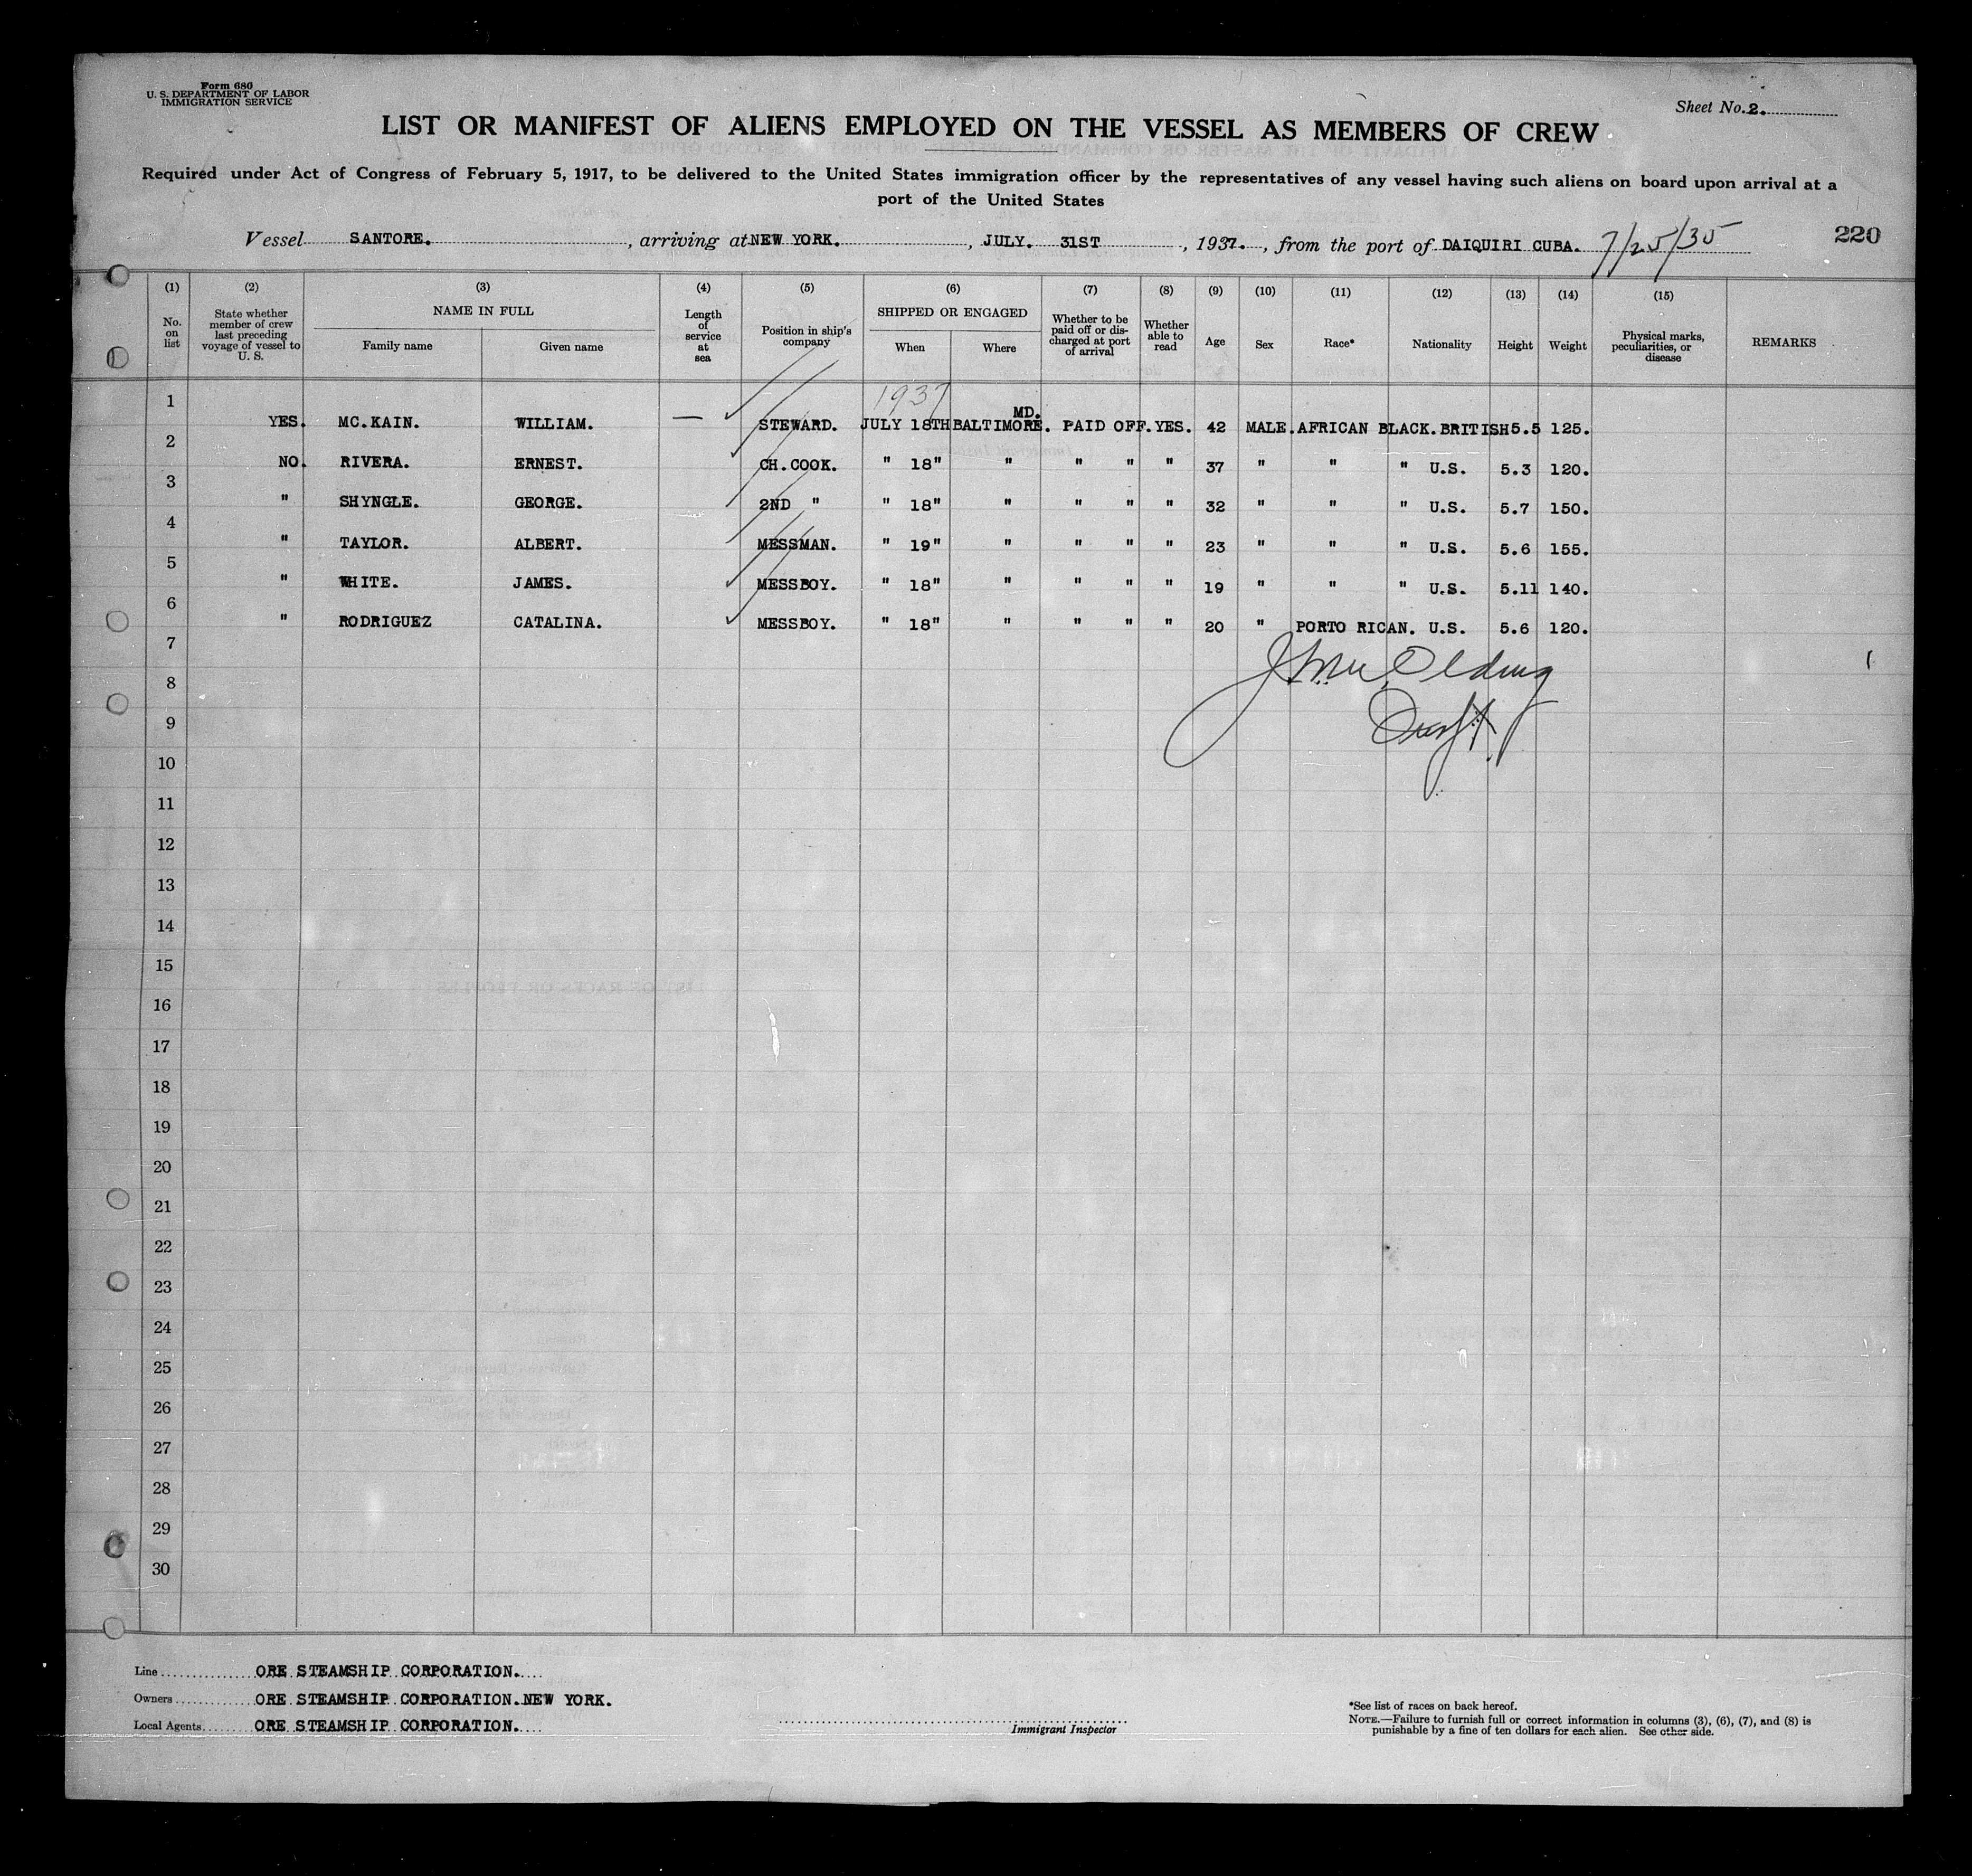 Form 680
U. S. DEPARTMENT OF LABOR
IMMIGRATION SERVICE
Sheet No. 2.
LIST OR MANIFEST OF ALIENS EMPLOYED ON THE VESSEL AS MEMBERS OF CREW
Required under Act of Congress of February 5, 1917, to be delivered to the United States immigration officer by the representatives of any vessel having such aliens on board upon arrival at a
port of the United States
Vessel SANTORE. , arriving at NEW YORK. , JULY. 31ST , 1937. , from the port of DAIQUIRI CUBA. 7/25/35 220
(1) (2) (3) (4) (5) (6) (7) (8) (9) (10) (11) (12) (13) (14) (15)
No. on list State whether member of crew last preceding voyage of vessel to U. S. NAME IN FULL Family name Given name Length of service at sea Position in ship's company SHIPPED OR ENGAGED When Where Whether to be paid off or discharged at port of arrival Whether able to read Age Sex Race* Nationality Height Weight Physical marks, peculiarities, or disease REMARKS
1937
1 YES. MC.KAIN. WILLIAM. — STEWARD. JULY 18TH BALTIMORE. MD. PAID OFF. YES. 42 MALE. AFRICAN BLACK. BRITISH 5.5 125.
2 NO. RIVERA. ERNEST. CH.COOK. " 18" " " " " 37 " " " U.S. 5.3 120.
3 " SHYNGLE. GEORGE. 2ND " " 18" " " " " 32 " " " U.S. 5.7 150.
4 " TAYLOR. ALBERT. MESSMAN. " 19" " " " " 23 " " " U.S. 5.6 155.
5 " WHITE. JAMES. MESSBOY. " 18" " " " " 19 " " " U.S. 5.11 140.
6 " RODRIGUEZ CATALINA. MESSBOY. " 18" " " " " 20 " PORTO RICAN. U.S. 5.6 120.
7
8
9
10
11
12
13
14
15
16
17
18
19
20
21
22
23
24
25
26
27
28
29
30
Line ORE STEAMSHIP CORPORATION.
Owners ORE STEAMSHIP CORPORATION. NEW YORK.
Local Agents ORE STEAMSHIP CORPORATION.
Immigrant Inspector
*See list of races on back hereof.
NOTE.—Failure to furnish full or correct information in columns (3), (6), (7), and (8) is
punishable by a fine of ten dollars for each alien. See other side.